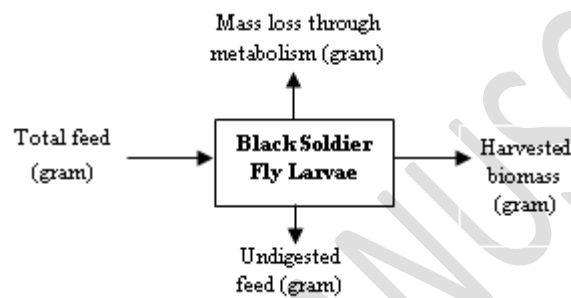 Mass loss through
metabolism (gram)
Total feed
(gram)
Black Soldier
Fly Larvae
Harvested
biomass
(gram)
Undigested
feed (gram)